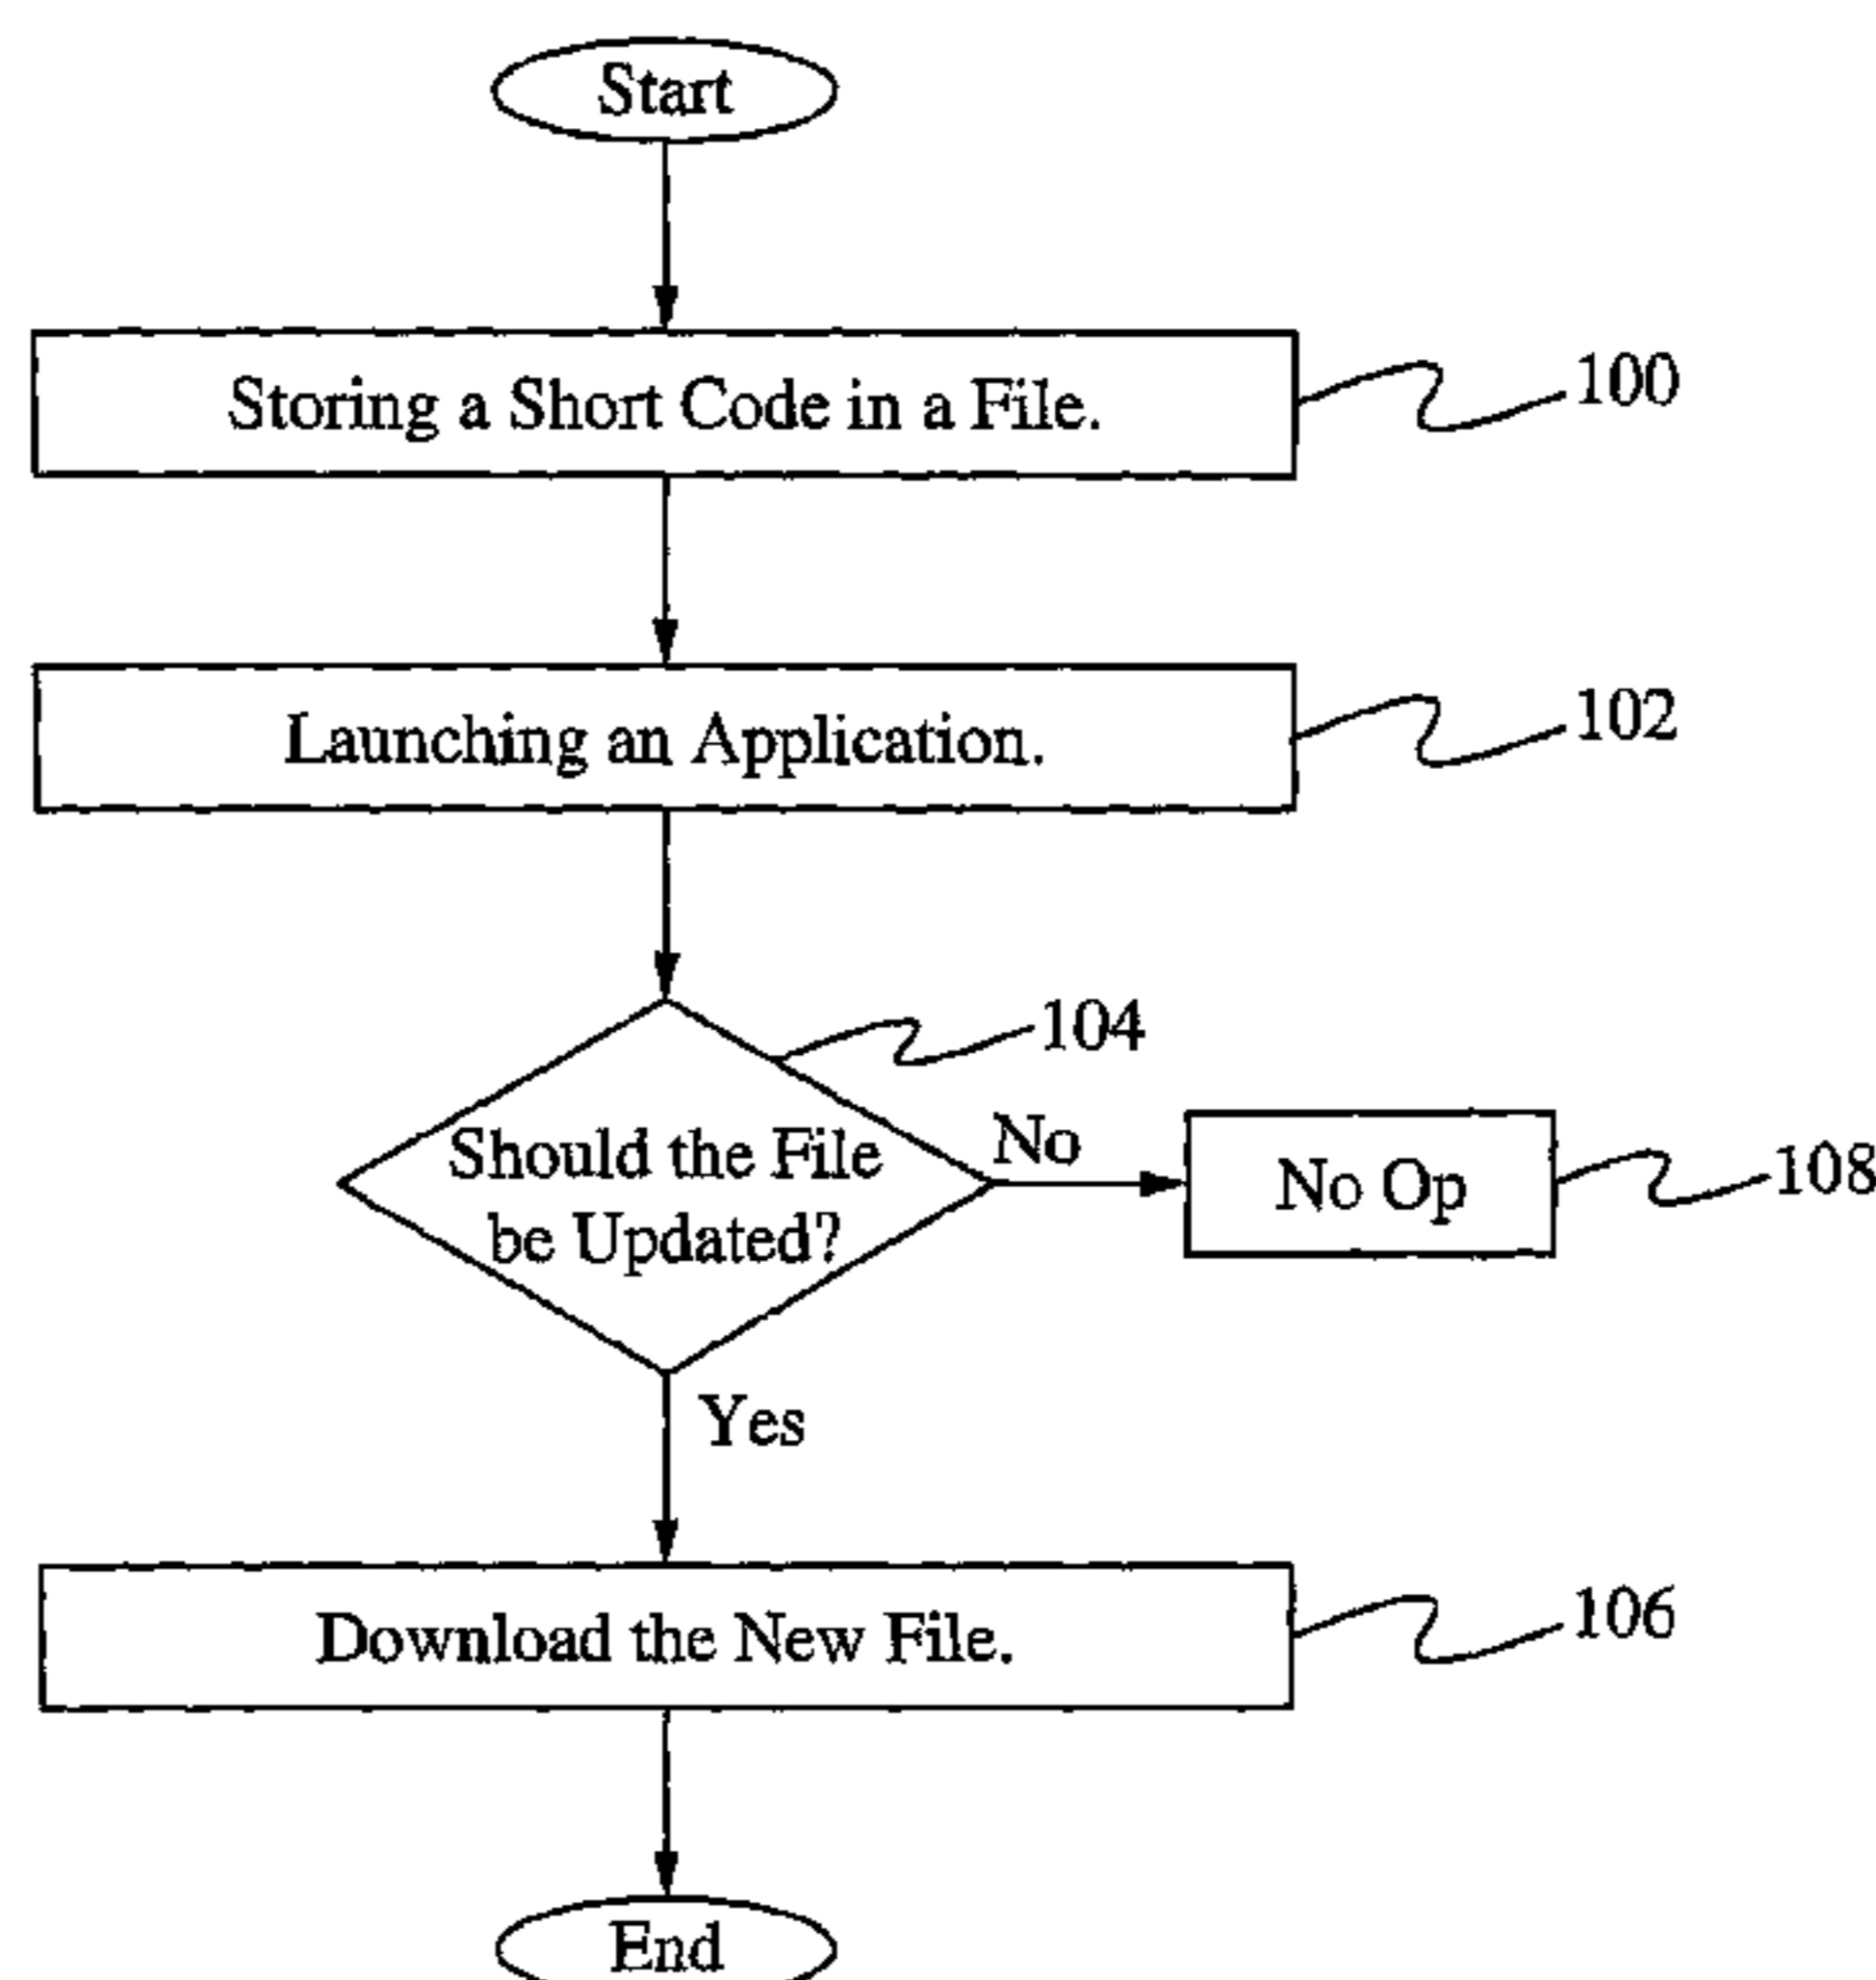 Start
Storing a Short Code in a File.
100
Launching an Application.
102
104
Should the File
be Updated?
No
No Op
108
Yes
Download the New File.
106
End